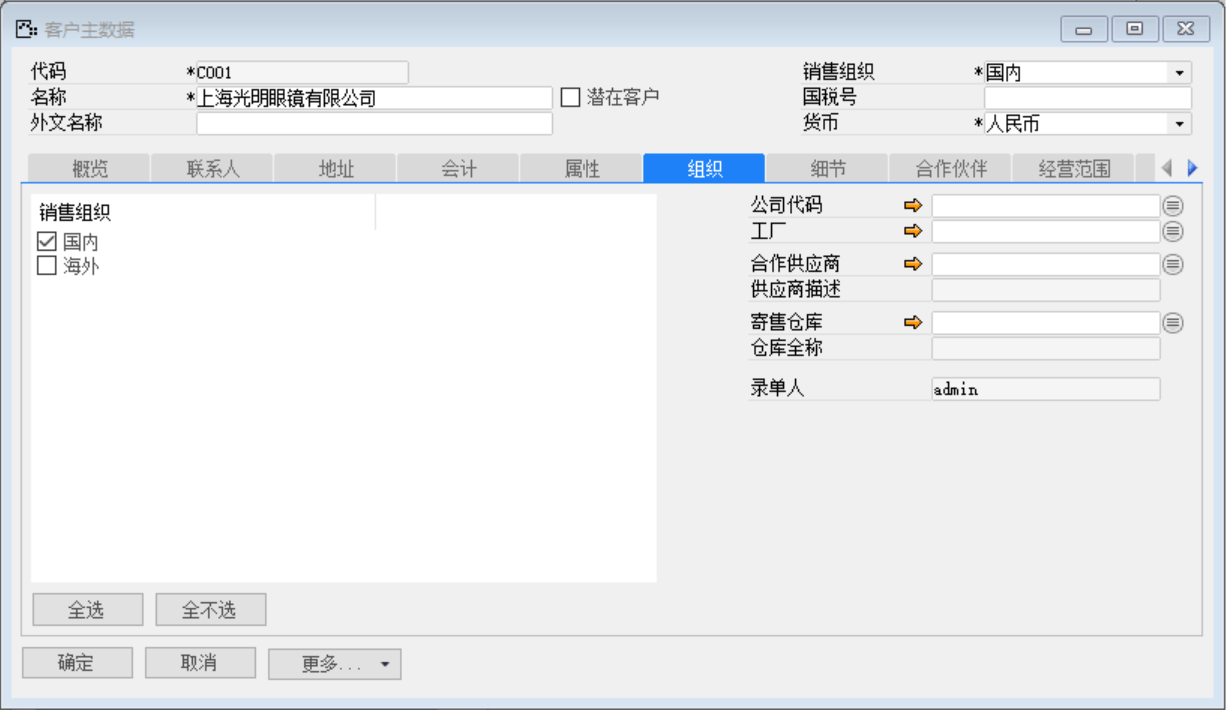 客户主数据
代码 *C001 销售组织 *国内
名称 *上海光明眼镜有限公司 潜在客户 国税号
外文名称 货币 *人民币
概览 联系人 地址 会计 属性 组织 细节 合作伙伴 经营范围
销售组织 公司代码
国内 工厂
海外 合作供应商
供应商描述
寄售仓库
仓库全称
录单人 admin
全选 全不选
确定 取消 更多...